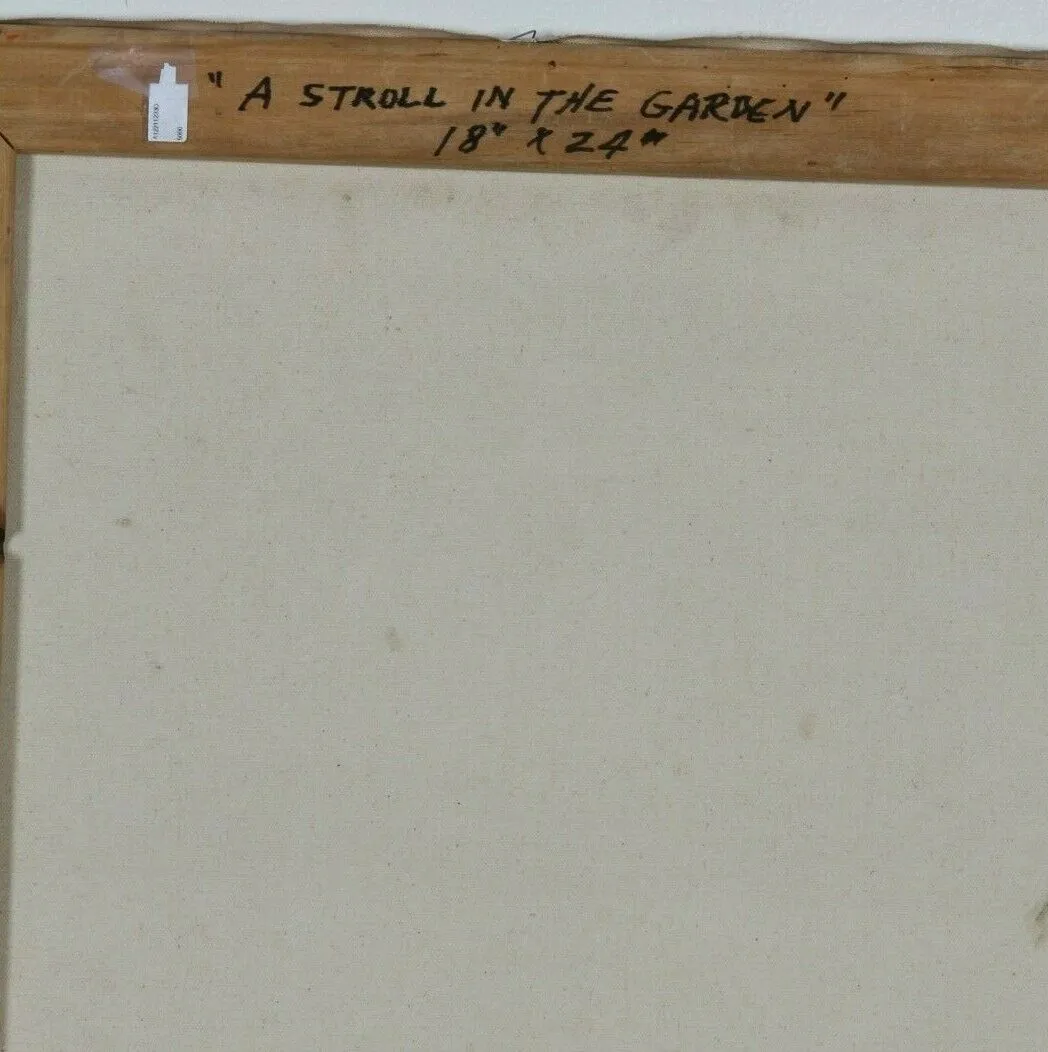 "A STROLL IN THE GARDEN"
18" X 24"